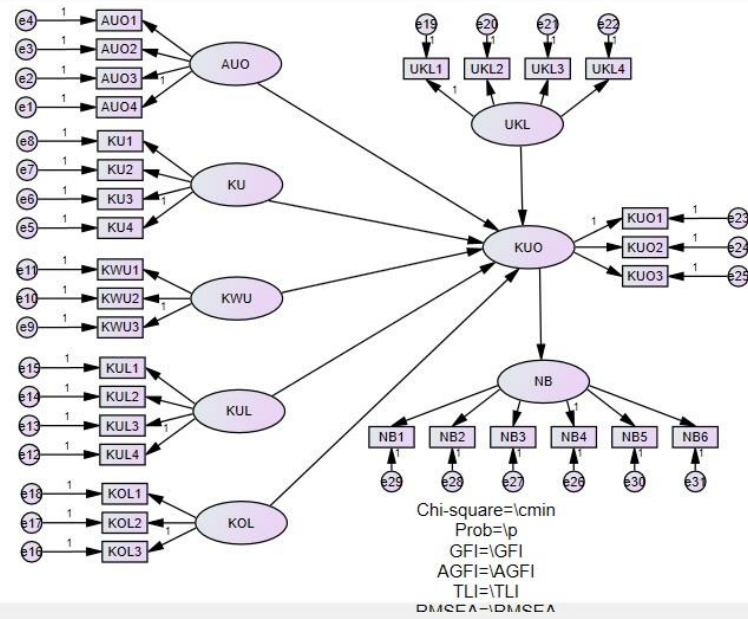 e4 1 AUO1
e3 1 AUO2
e2 1 AUO3 1
e1 1 AUO4
AUO
e8 1 KU1
e7 1 KU2
e6 1 KU3 1
e5 1 KU4
KU
e11 1 KWU1
e10 1 KWU2
e9 1 KWU3 1
KWU
e15 1 KUL1
e14 1 KUL2
e13 1 KUL3 1
e12 1 KUL4
KUL
e18 1 KOL1
e17 1 KOL2
e16 1 KOL3 1
KOL
e19 e20 e21 e22
1 1 1 1
UKL1 UKL2 UKL3 UKL4
1
UKL
KUO
1 KUO1 1 e23
KUO2 1 e24
KUO3 1 e25
NB
1
NB1 NB2 NB3 NB4 NB5 NB6
1 1 1 1 1 1
e29 e28 e27 e26 e30 e31
Chi-square=\cmin
Prob=\p
GFI=\GFI
AGFI=\AGFI
TLI=\TLI
RMSEA=\RMSEA